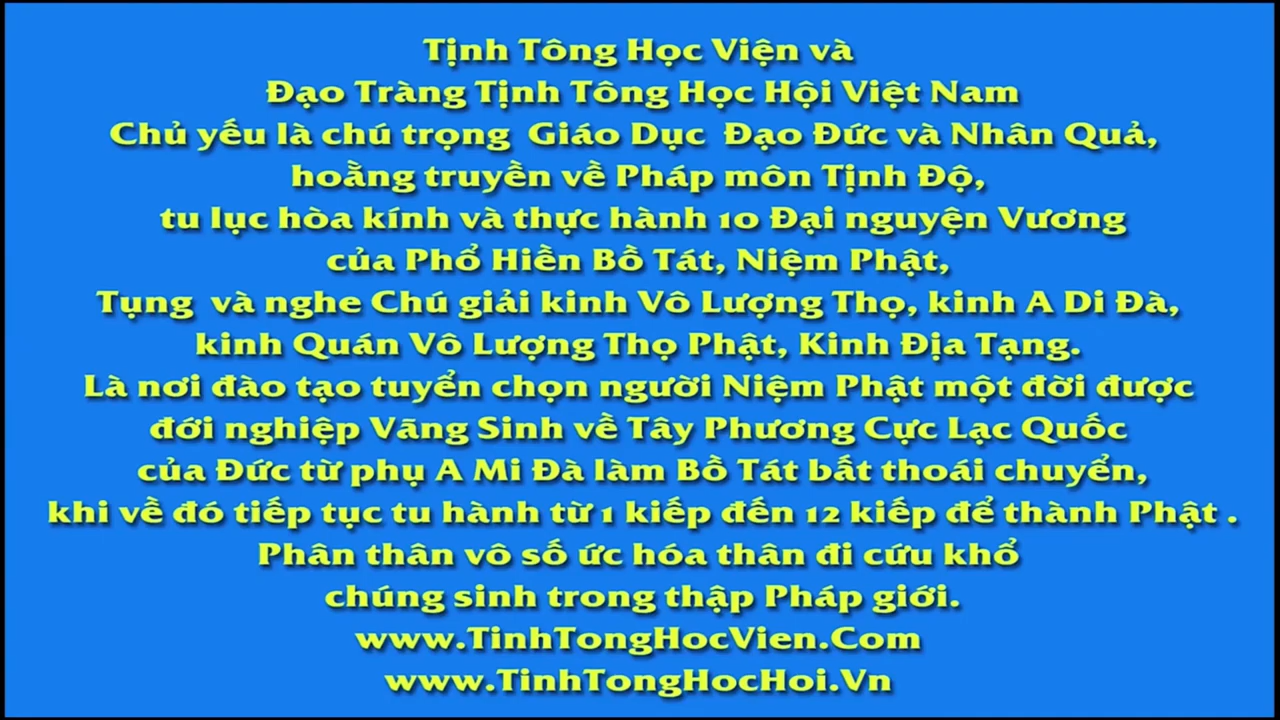 Tịnh Tông Học Viện và
Đạo Tràng Tịnh Tông Học Hội Việt Nam
Chủ yếu là chú trọng Giáo Dục Đạo Đức và Nhân Quả,
hoằng truyền về Pháp môn Tịnh Độ,
tu lục hòa kính và thực hành 10 Đại nguyện Vương
của Phổ Hiền Bồ Tát, Niệm Phật,
Tụng và nghe Chú giải kinh Vô Lượng Thọ, kinh A Di Đà,
kinh Quán Vô Lượng Thọ Phật, Kinh Địa Tạng.
Là nơi đào tạo tuyển chọn người Niệm Phật một đời được
đới nghiệp Vãng Sinh về Tây Phương Cực Lạc Quốc
của Đức từ phụ A Mi Đà làm Bồ Tát bất thoái chuyển,
khi về đó tiếp tục tu hành từ 1 kiếp đến 12 kiếp để thành Phật .
Phân thân vô số ức hóa thân đi cứu khổ
chúng sinh trong thập Pháp giới.
www.TinhTongHocVien.Com
www.TinhTongHocHoi.Vn